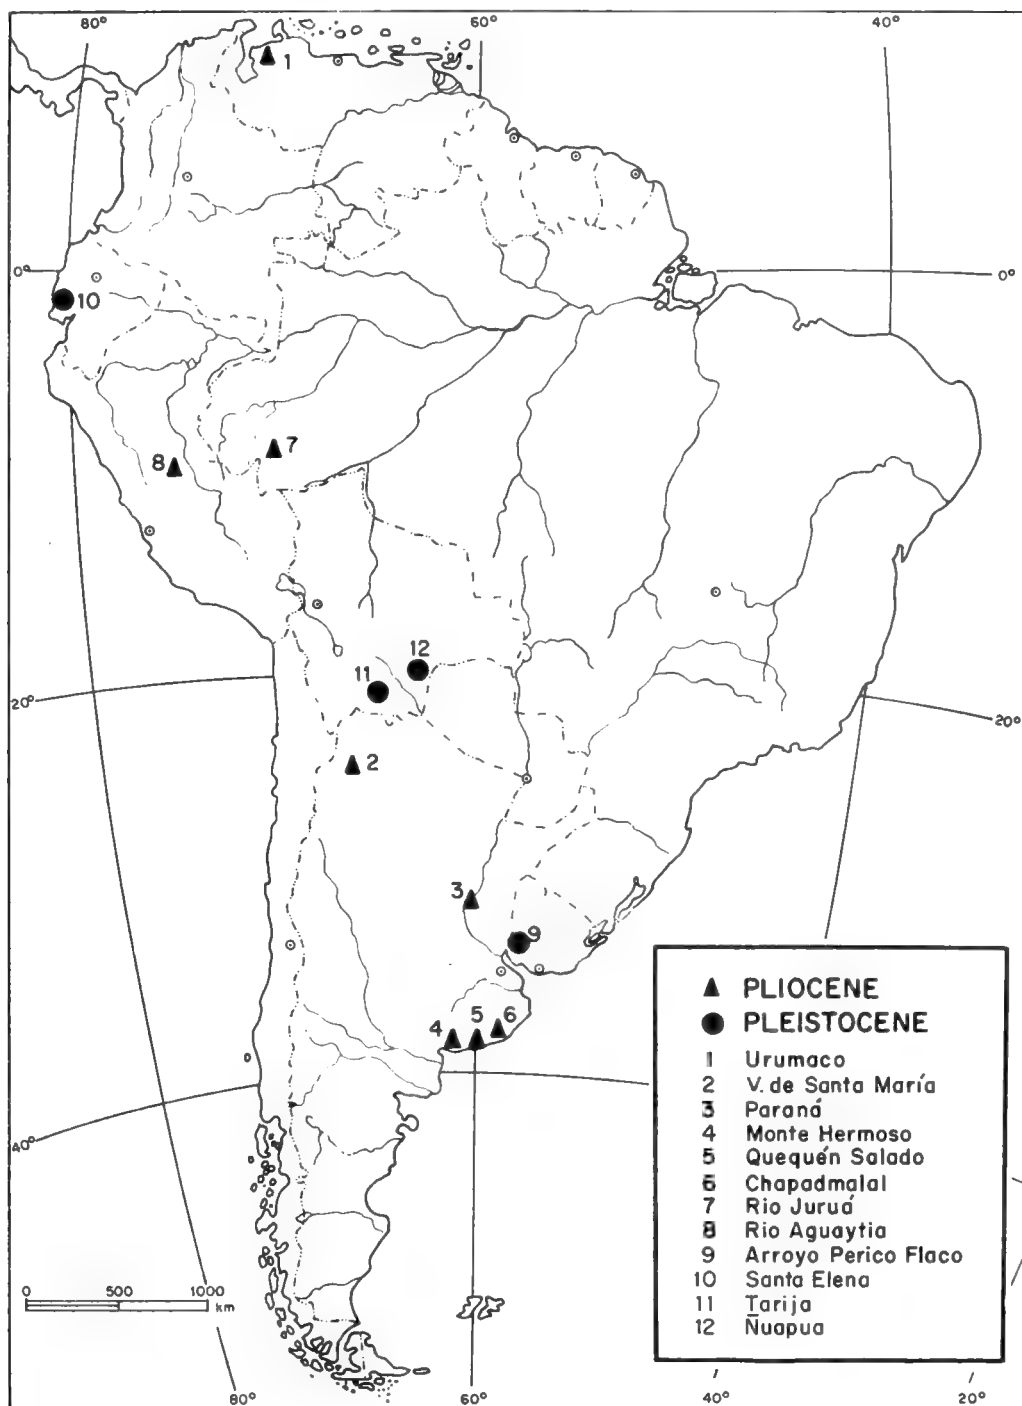 80° 60° 40°
1
0° 0°
10
7
8
12
11
20° 20°
2
3
9
4 5 6
40°
▲ PLIOCENE
● PLEISTOCENE
1 Urumaco
2 V. de Santa María
3 Paraná
4 Monte Hermoso
5 Quequén Salado
6 Chapadmalal
7 Rio Juruá
8 Rio Aguaytia
9 Arroyo Perico Flaco
10 Santa Elena
11 Tarija
12 Ñuapua
0 500 1000
km
80° 60° 40° 20°